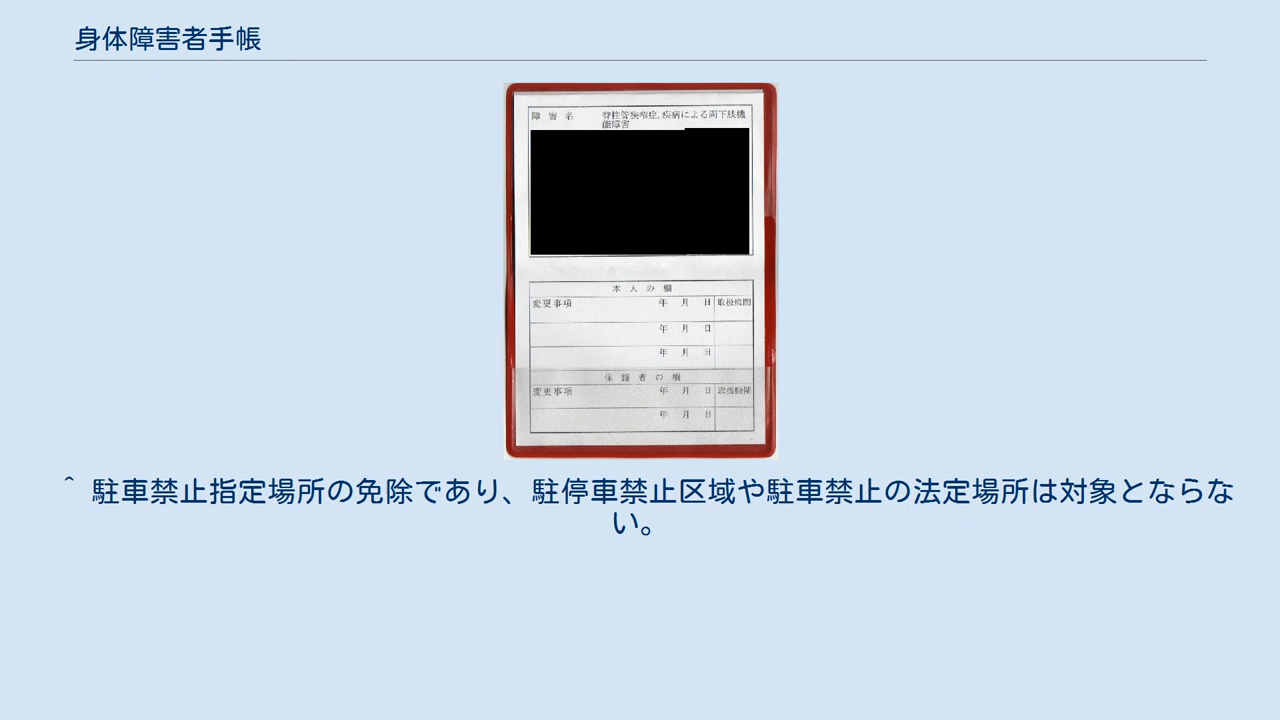 身体障害者手帳
障害名 脊柱管狭窄症, 疾病による両下肢機
能障害
本人の欄
変更事項 年 月 日 取扱機関
年 月 日
年 月 日
保護者の欄
変更事項 年 月 日 取扱機関
年 月 日
^ 駐車禁止指定場所の免除であり、駐停車禁止区域や駐車禁止の法定場所は対象とならな
い。